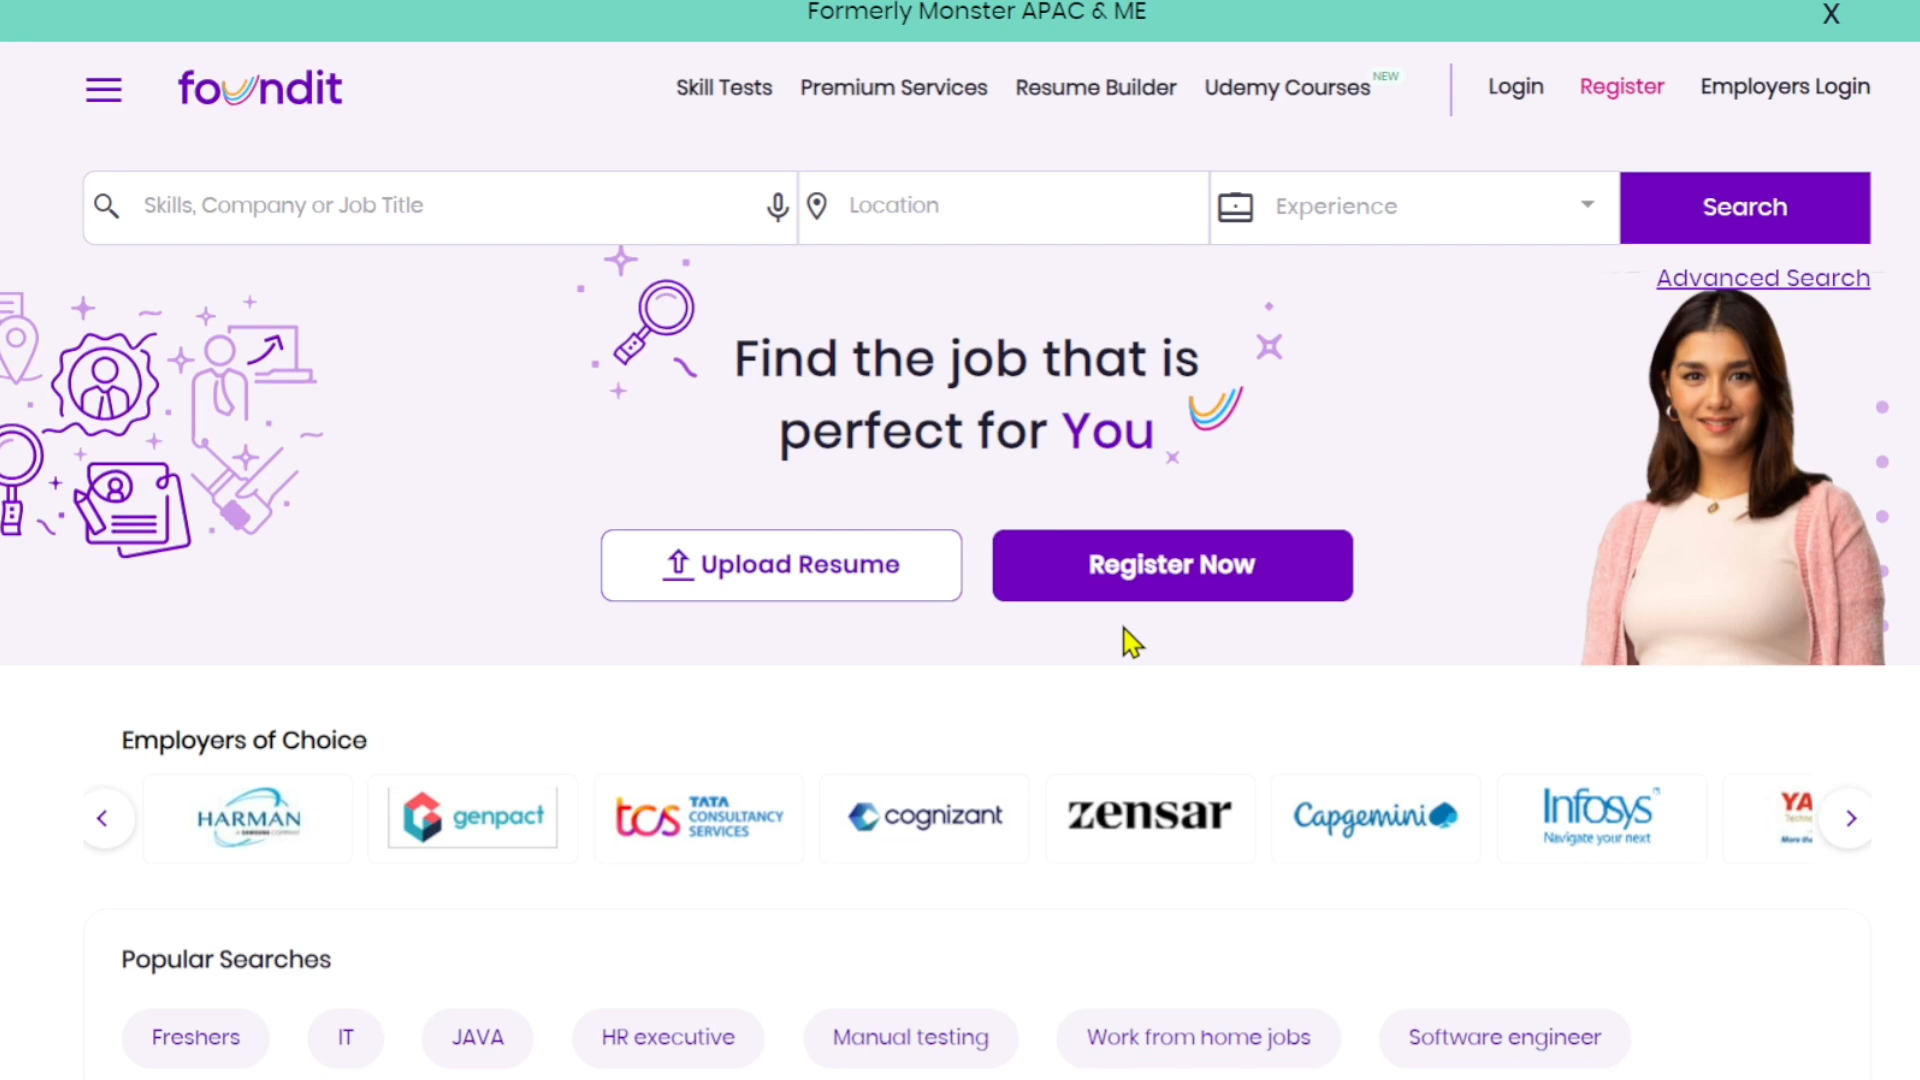 Formerly Monster APAC & ME
X
foundit
Skill Tests
Premium Services
Resume Builder
Udemy Courses
NEW
Login
Register
Employers Login
Skills, Company or Job Title
Location
Experience
Search
Advanced Search
Find the job that is
perfect for You
Upload Resume
Register Now
Employers of Choice
HARMAN
genpact
tcs
TATA
CONSULTANCY
SERVICES
cognizant
zensar
Capgemini
Infosys
Navigate your next
YA
Popular Searches
Freshers
IT
JAVA
HR executive
Manual testing
Work from home jobs
Software engineer